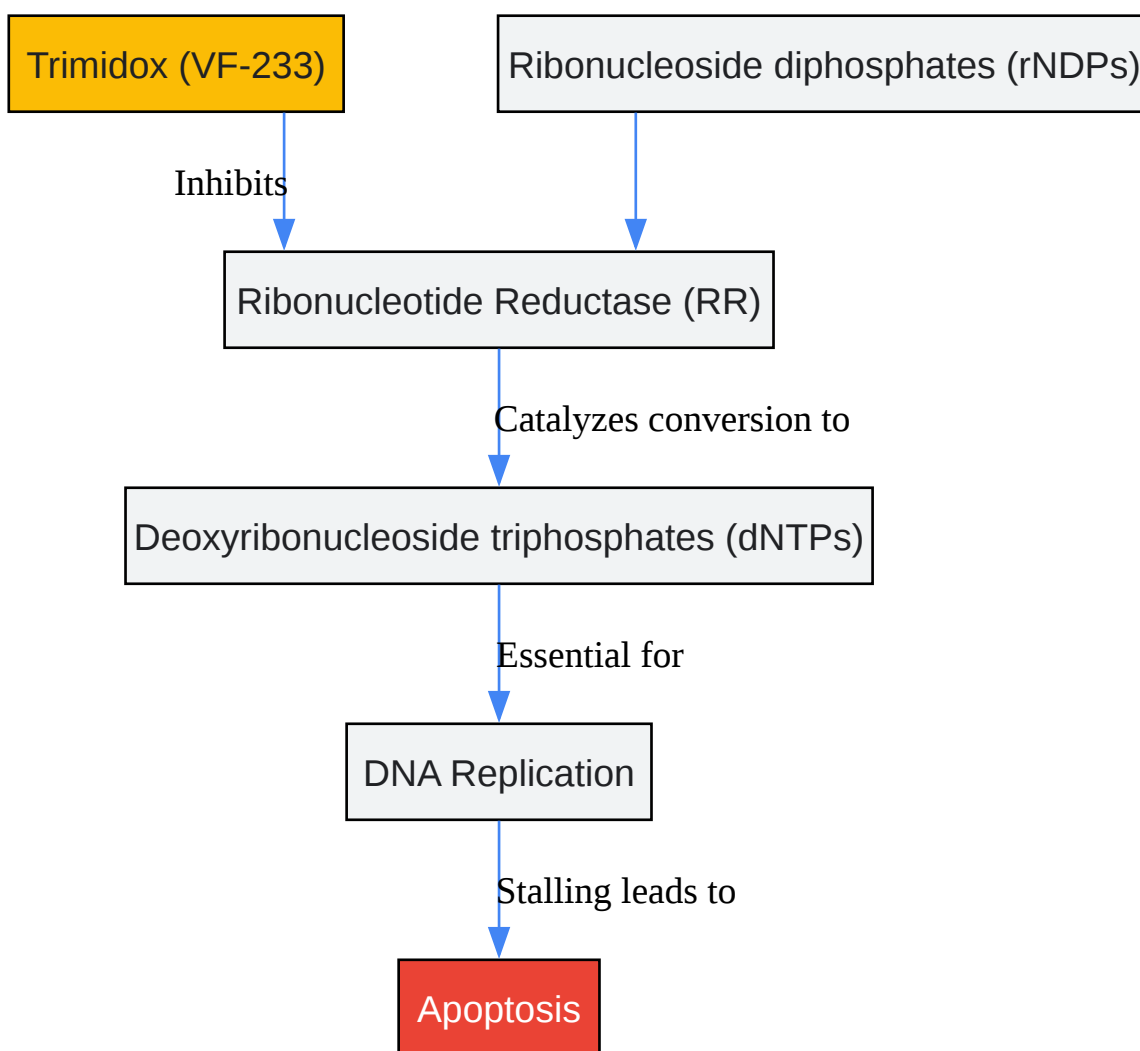 Trimidox (VF-233)
Ribonucleoside diphosphates (rNDPs)
Inhibits
Ribonucleotide Reductase (RR)
Catalyzes conversion to
Deoxyribonucleoside triphosphates (dNTPs)
Essential for
DNA Replication
Stalling leads to
Apoptosis